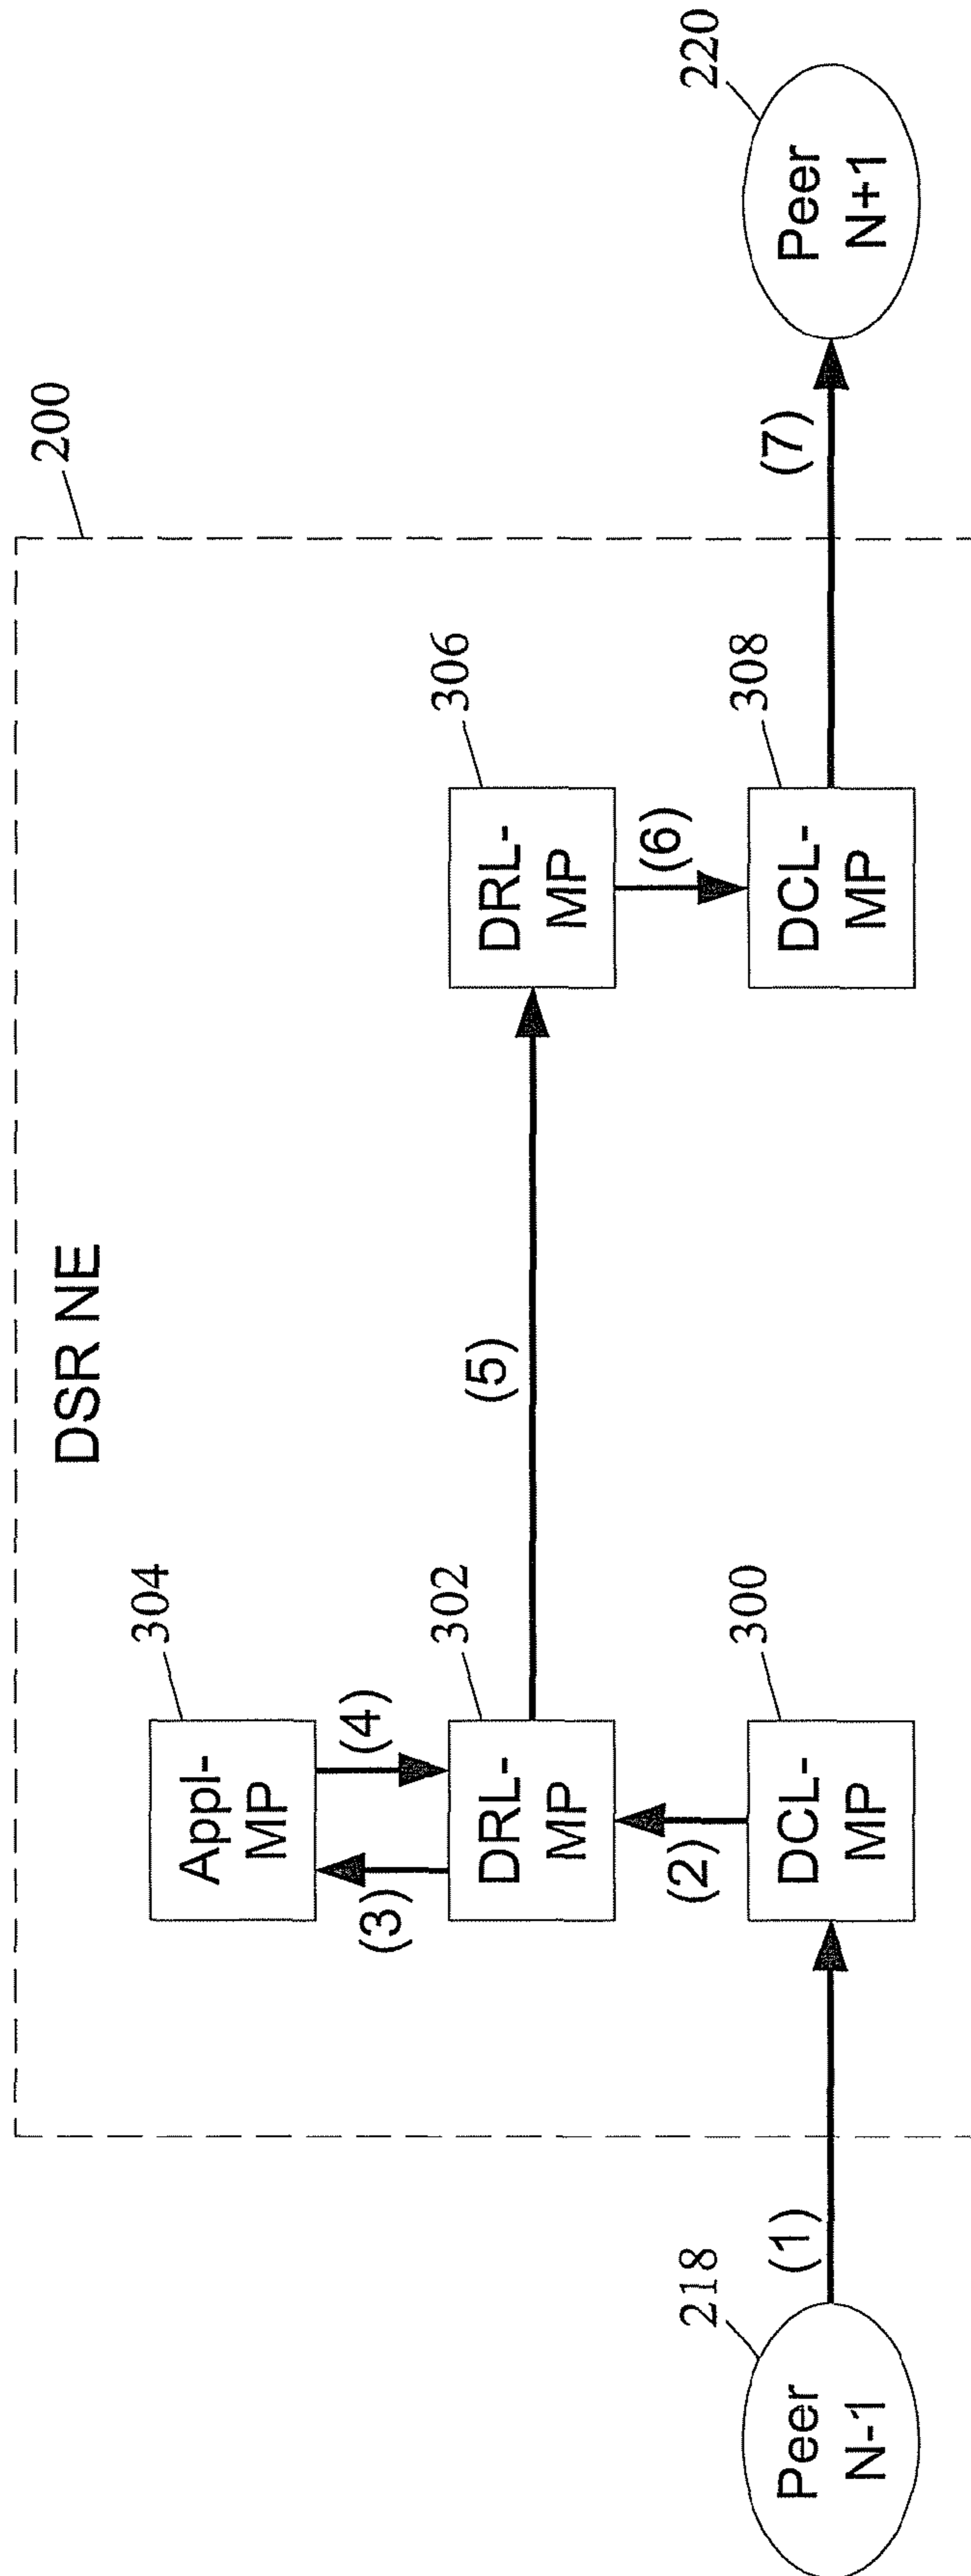 200
DSR NE
304
Appl-
MP
(3)
(4)
302
DRL-
MP
(5)
306
DRL-
MP
(2)
(6)
218
Peer
N-1
(1)
300
DCL-
MP
308
DCL-
MP
(7)
220
Peer
N+1